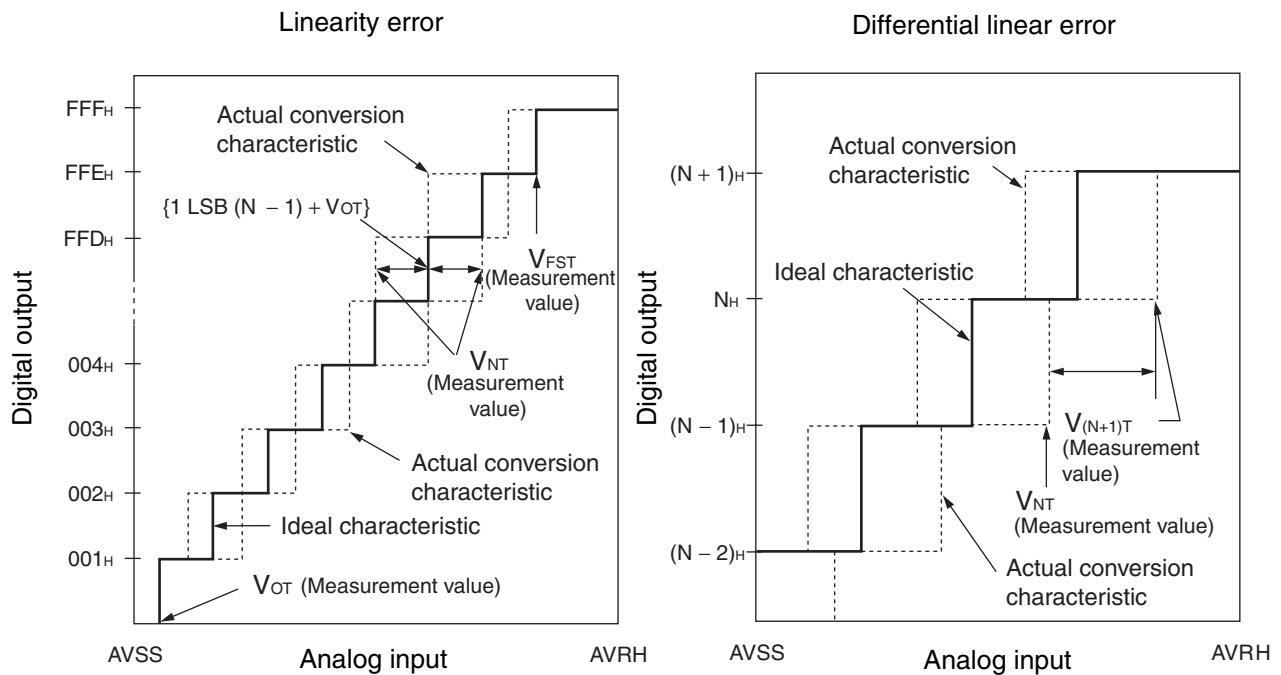 Linearity error
FFFH
FFEH
FFDH
004H
003H
002H
001H
Digital output
Actual conversion
characteristic
{1 LSB (N − 1) + VOT}
VFST
(Measurement
value)
VNT
(Measurement
value)
Actual conversion
characteristic
Ideal characteristic
VOT (Measurement value)
AVSS
Analog input
AVRH
Differential linear error
(N + 1)H
NH
(N − 1)H
(N − 2)H
Digital output
Actual conversion
characteristic
Ideal characteristic
V(N+1)T
(Measurement
value)
VNT
(Measurement value)
Actual conversion
characteristic
AVSS
Analog input
AVRH